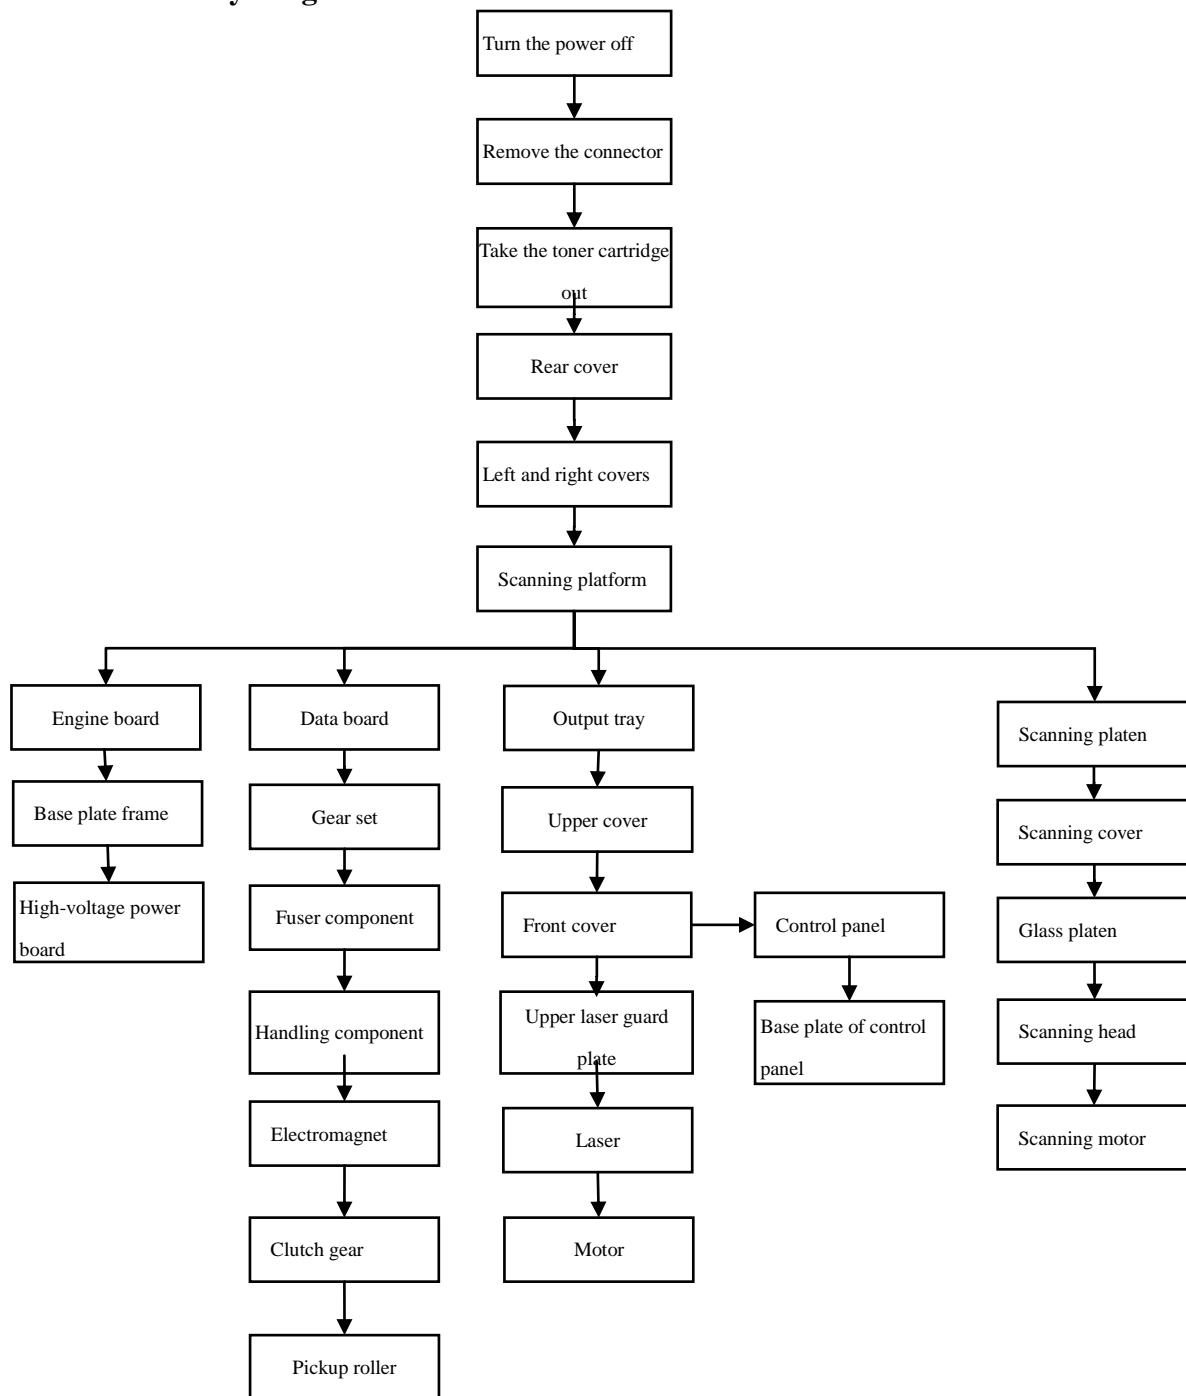 Turn the power off
Remove the connector
Take the toner cartridge
out
Rear cover
Left and right covers
Scanning platform
Engine board
Base plate frame
High-voltage power
board
Data board
Gear set
Fuser component
Handling component
Electromagnet
Clutch gear
Pickup roller
Output tray
Upper cover
Front cover
Upper laser guard
plate
Laser
Motor
Control panel
Base plate of control
panel
Scanning platen
Scanning cover
Glass platen
Scanning head
Scanning motor